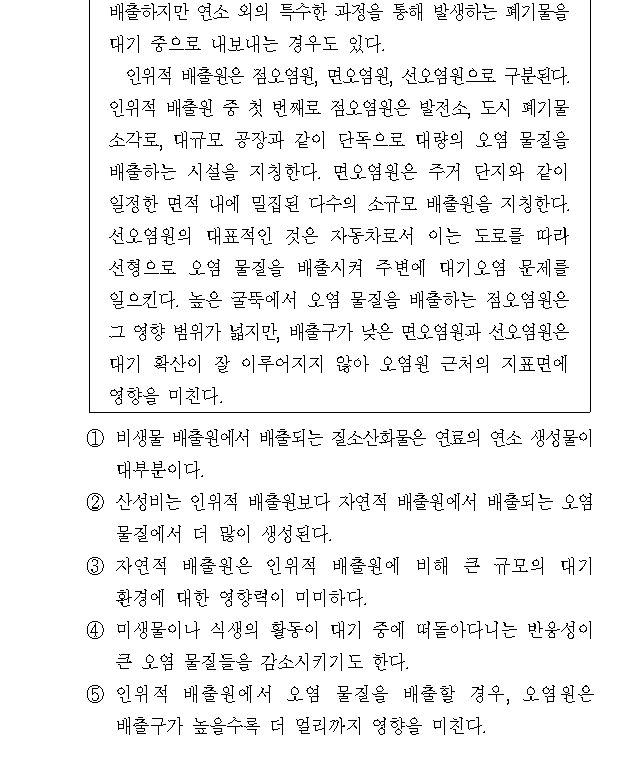 배출하지만 연소 외의 특수한 과정을 통해 발생하는 폐기물을
대기 중으로 내보내는 경우도 있다.
인위적 배출원은 점오염원, 면오염원, 선오염원으로 구분된다.
인위적 배출원 중 첫 번째로 점오염원은 발전소, 도시 폐기물
소각로, 대규모 공장과 같이 단독으로 대량의 오염 물질을
배출하는 시설을 지칭한다. 면오염원은 주거 단지와 같이
일정한 면적 내에 밀집된 다수의 소규모 배출원을 지칭한다.
선오염원의 대표적인 것은 자동차로서 이는 도로를 따라
선형으로 오염 물질을 배출시켜 주변에 대기오염 문제를
일으킨다. 높은 굴뚝에서 오염 물질을 배출하는 점오염원은
그 영향 범위가 넓지만, 배출구가 낮은 면오염원과 선오염원은
대기 확산이 잘 이루어지지 않아 오염원 근처의 지표면에
영향을 미친다.
① 비생물 배출원에서 배출되는 질소산화물은 연료의 연소 생성물이
대부분이다.
② 산성비는 인위적 배출원보다 자연적 배출원에서 배출되는 오염
물질에서 더 많이 생성된다.
③ 자연적 배출원은 인위적 배출원에 비해 큰 규모의 대기
환경에 대한 영향력이 미미하다.
④ 미생물이나 식생의 활동이 대기 중에 떠돌아다니는 반응성이
큰 오염 물질들을 감소시키기도 한다.
⑤ 인위적 배출원에서 오염 물질을 배출할 경우, 오염원은
배출구가 높을수록 더 멀리까지 영향을 미친다.